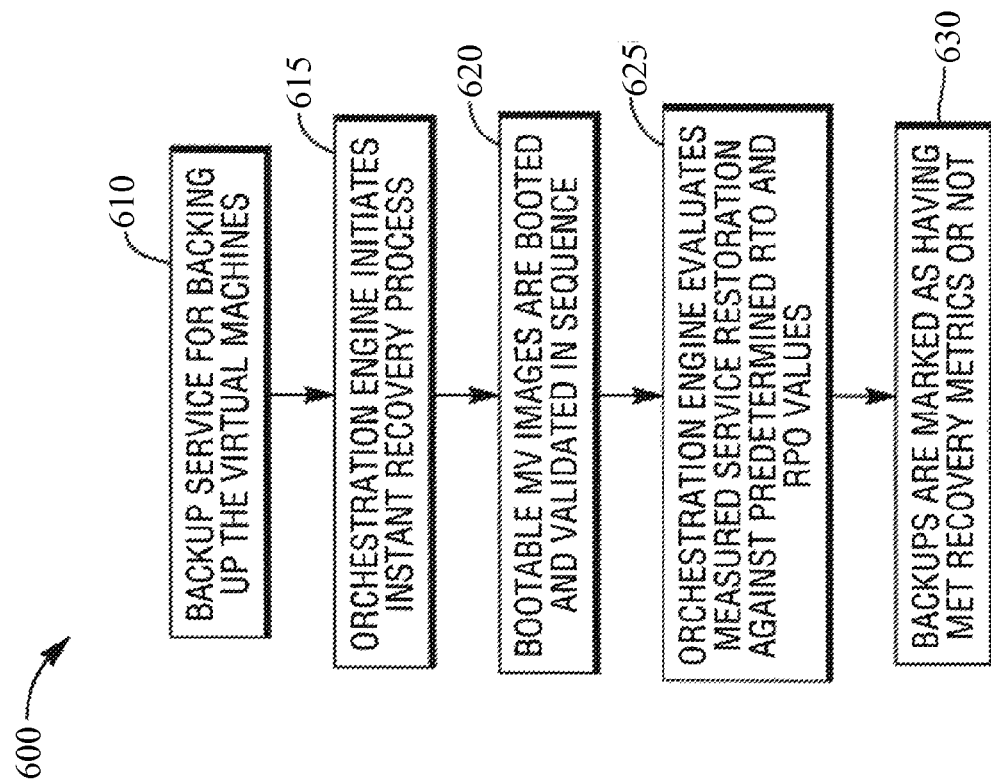 600
610
BACKUP SERVICE FOR BACKING
UP THE VIRTUAL MACHINES
615
ORCHESTRATION ENGINE INITIATES
INSTANT RECOVERY PROCESS
620
BOOTABLE MV IMAGES ARE BOOTED
AND VALIDATED IN SEQUENCE
625
ORCHESTRATION ENGINE EVALUATES
MEASURED SERVICE RESTORATION
AGAINST PREDETERMINED RTO AND
RPO VALUES
630
BACKUPS ARE MARKED AS HAVING
MET RECOVERY METRICS OR NOT